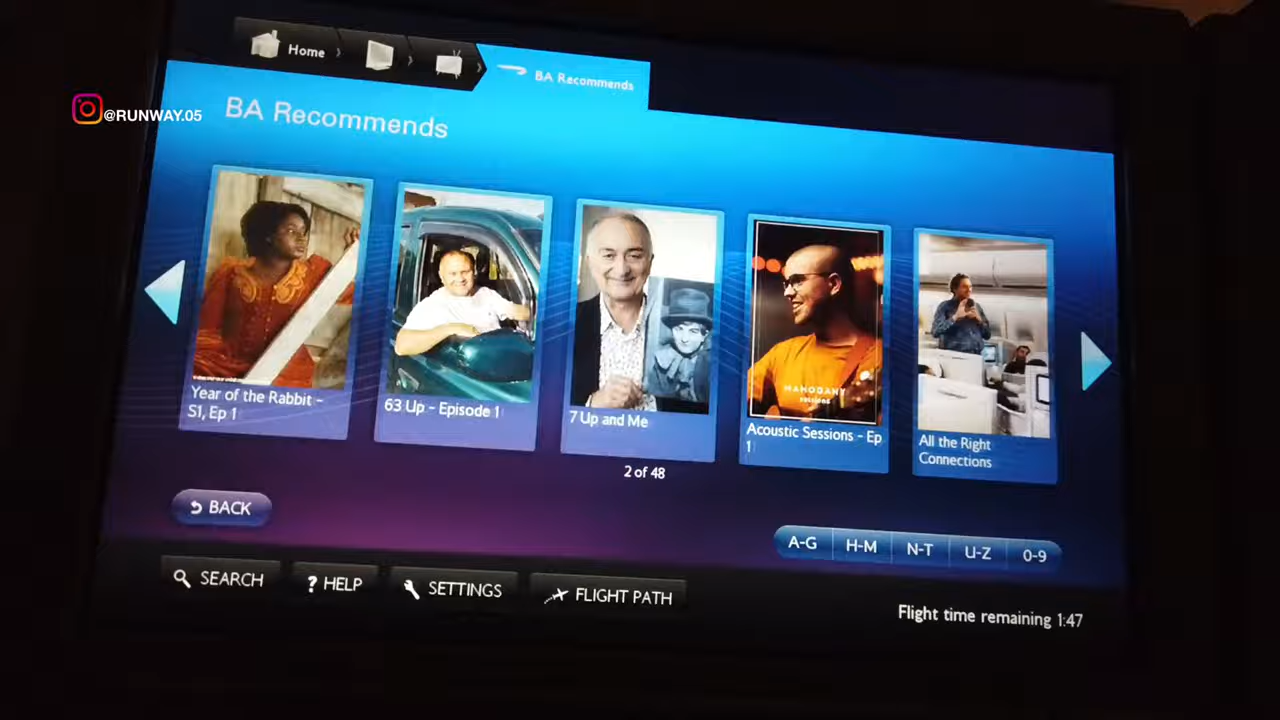 Home
BA Recommends
@RUNWAY.05
BA Recommends
Year of the Rabbit -
S1, Ep 1
63 Up - Episode 1
7 Up and Me
MAHOGANY
sessions
Acoustic Sessions - Ep
1
All the Right
Connections
2 of 48
BACK
A-G H-M N-T U-Z 0-9
SEARCH
? HELP
SETTINGS
FLIGHT PATH
Flight time remaining 1:47